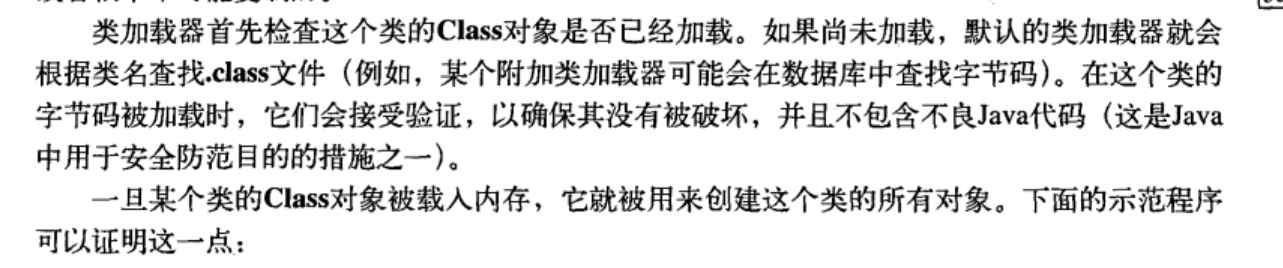 类加载器首先检查这个类的Class对象是否已经加载。如果尚未加载，默认的类加载器就会
根据类名查找.class文件（例如，某个附加类加载器可能会在数据库中查找字节码）。在这个类的
字节码被加载时，它们会接受验证，以确保其没有被破坏，并且不包含不良Java代码（这是Java
中用于安全防范目的的措施之一）。
一旦某个类的Class对象被载入内存，它就被用来创建这个类的所有对象。下面的示范程序
可以证明这一点：